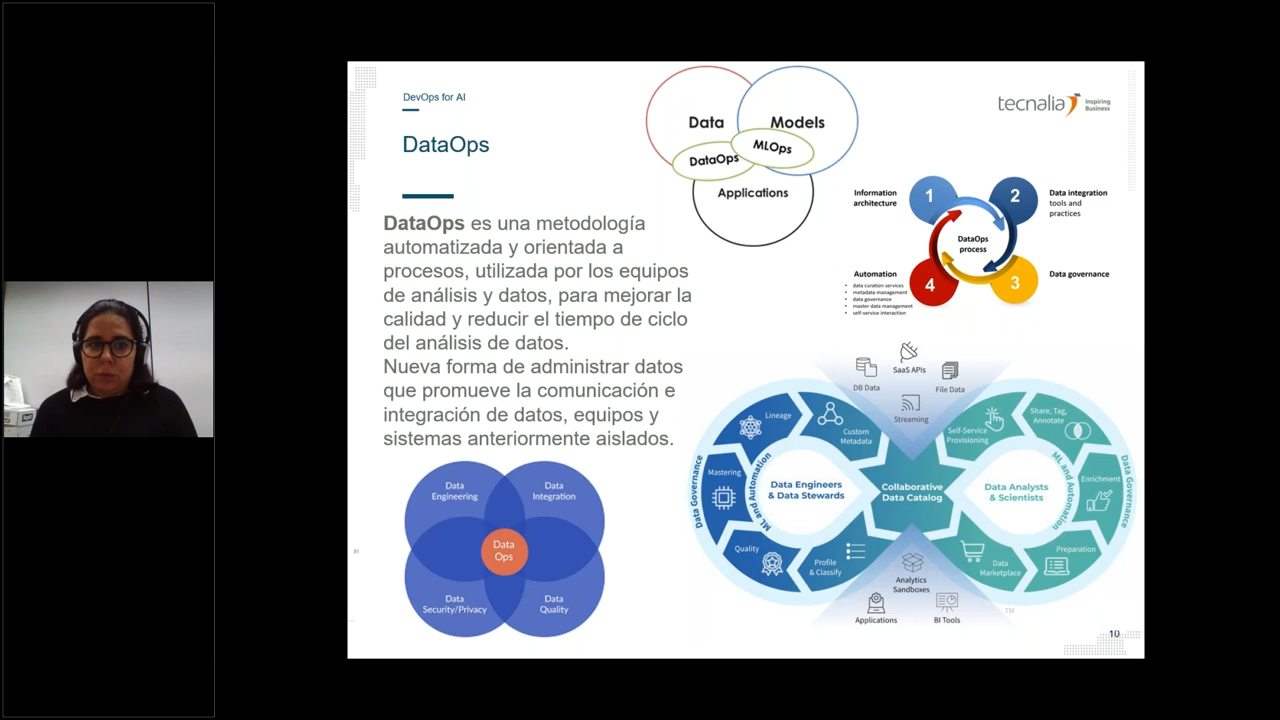 DevOps for AI
DataOps
tecnalia
Inspiring
Business
DataOps es una metodología
automatizada y orientada a
procesos, utilizada por los equipos
de análisis y datos, para mejorar la
calidad y reducir el tiempo de ciclo
del análisis de datos.
Nueva forma de administrar datos
que promueve la comunicación e
integración de datos, equipos y
sistemas anteriormente aislados.
Data
Models
DataOps
MLOps
Applications
Information
architecture
1
2
Data integration
tools and
practices
DataOps
process
Automation
• data curation services
• metadata management
• data governance
• master data management
• self-service interaction
4
3
Data governance
Data
Engineering
Data
Integration
Data
Ops
Data
Security/Privacy
Data
Quality
SaaS APIs
DB Data
File Data
Streaming
Lineage
Custom
Metadata
Self-Service
Provisioning
Share, Tag,
Annotate
Mastering
Enrichment
Data Governance
ML and Automation
Data Engineers
& Data Stewards
Collaborative
Data Catalog
Data Analysts
& Scientists
ML and Automation
Data Governance
Quality
Profile
& Classify
Analytics
Sandboxes
Data
Marketplace
Preparation
Applications
BI Tools
TM
10